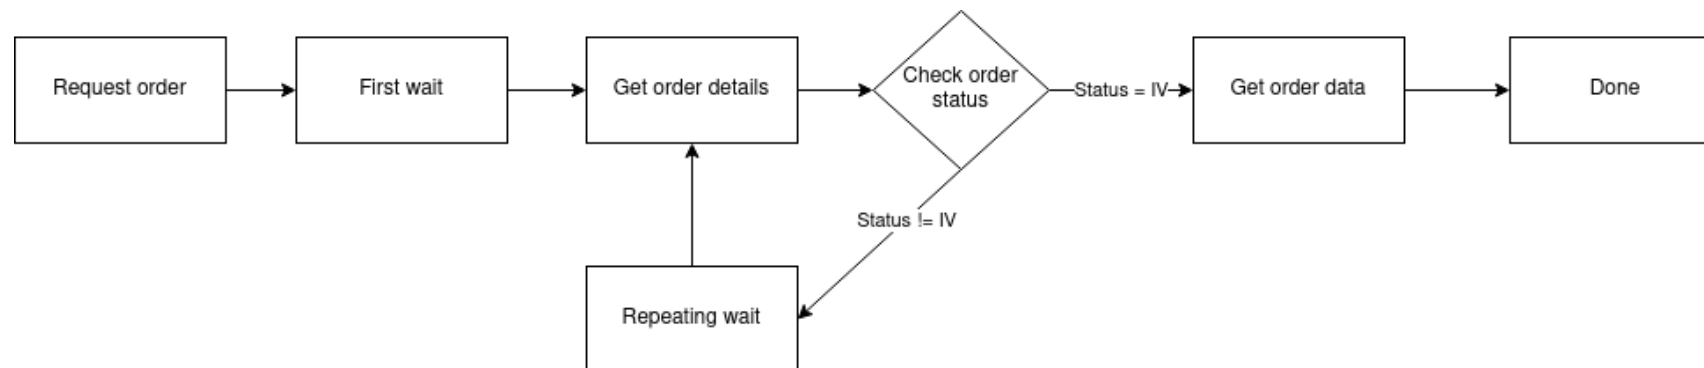 Request order
First wait
Get order details
Check order
status
Status = IV
Get order data
Done
Status != IV
Repeating wait